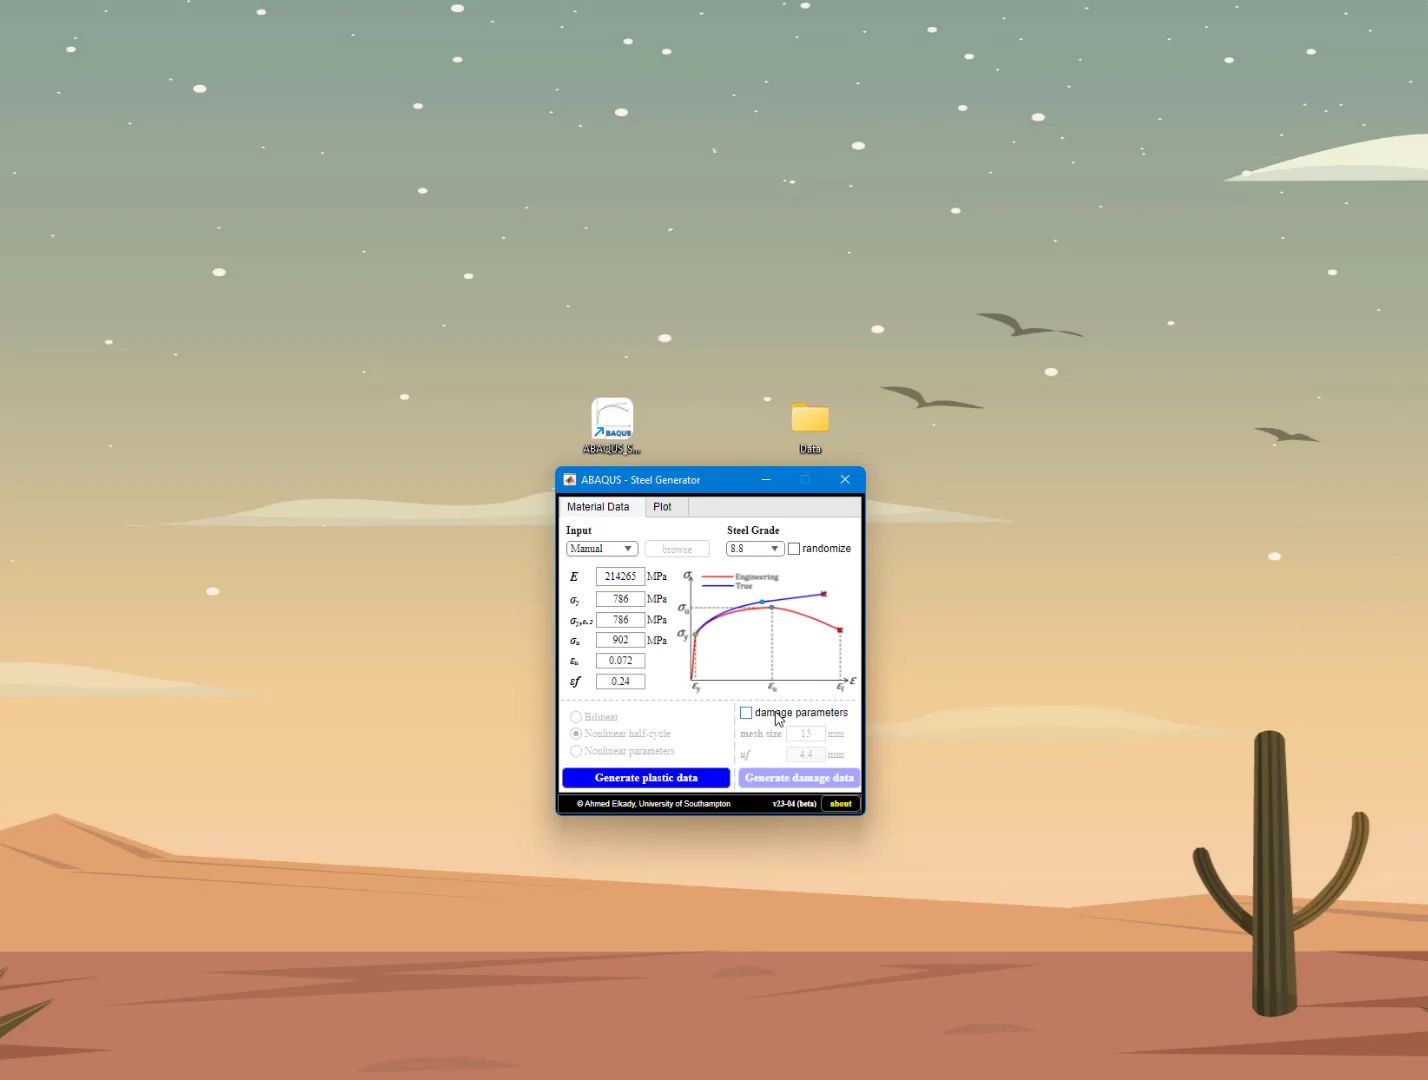 BAQUS
ABAQUS_S...
Data
ABAQUS - Steel Generator
Material Data
Plot
Input
Steel Grade
Manual
browse
8.8
randomize
E 214265 MPa
σy 786 MPa
σy,0.2 786 MPa
σu 902 MPa
εu 0.072
εf 0.24
σ
Engineering
True
σu
σy
εy
εu
εf
ε
Bilinear
Nonlinear half-cycle
Nonlinear parameters
damage parameters
mesh size 15 mm
uf 4.4 mm
Generate plastic data
Generate damage data
© Ahmed Elkady, University of Southampton
v23-04 (beta)
about